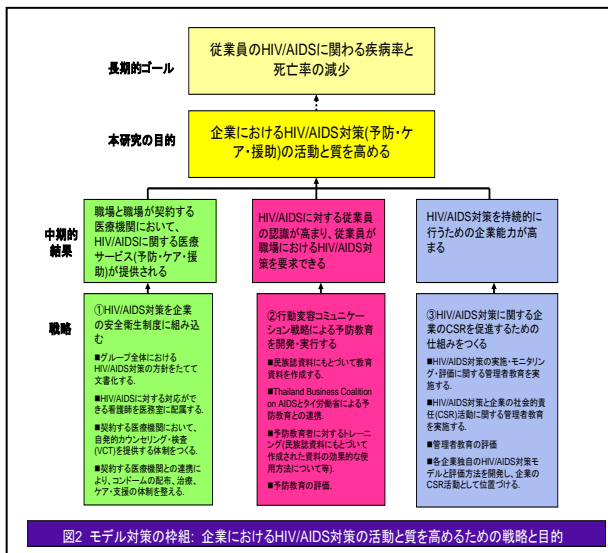 長期的ゴール
従業員のHIV/AIDSに関わる疾病率と
死亡率の減少
本研究の目的
企業におけるHIV/AIDS対策(予防・ケ
ア・援助)の活動と質を高める
中期的
結果
職場と職場が契約する
医療機関において、
HIV/AIDSに関する医療
サービス(予防・ケア・援
助)が提供される
HIV/AIDSに対する従業員
の認識が高まり、従業員が
職場におけるHIV/AIDS対
策を要求できる
HIV/AIDS対策を持続的に
行うための企業能力が高
まる
戦略
①HIV/AIDS対策を企業
の安全衛生制度に組み込
む
■グループ全体における
HIV/AIDS対策の方針をたてて
文書化する.
■HIV/AIDSに対する対応がで
きる看護師を医務室に配属する.
■契約する医療機関において、
自発的カウンセリング・検査
(VCT)を提供する体制をつくる.
■契約する医療機関との連携によ
り、コンドームの配布、治療、
ケア・支援の体制を整える.
②行動変容コミュニケー
ション戦略による予防教育
を開発・実行する
■民族誌資料にもとづいて教育
資料を作成する.
■Thailand Business Coalition
on AIDSとタイ労働省による予
防教育との連携.
■予防教育者に対するトレーニ
ング(民族誌資料にもとづいて
作成された資料の効果的な使
用方法について等).
■予防教育の評価.
③HIV/AIDS対策に関する企
業のCSRを促進するための
仕組みをつくる
■HIV/AIDS対策の実施・モニタリン
グ・評価に関する管理者教育を実
施する.
■HIV/AIDS対策と企業の社会的責
任(CSR)活動に関する管理者教育
を実施する.
■管理者教育の評価
■各企業独自のHIV/AIDS対策モ
デルと評価方法を開発し、企業の
CSR活動として位置づける.
図2 モデル対策の枠組: 企業におけるHIV/AIDS対策の活動と質を高めるための戦略と目的